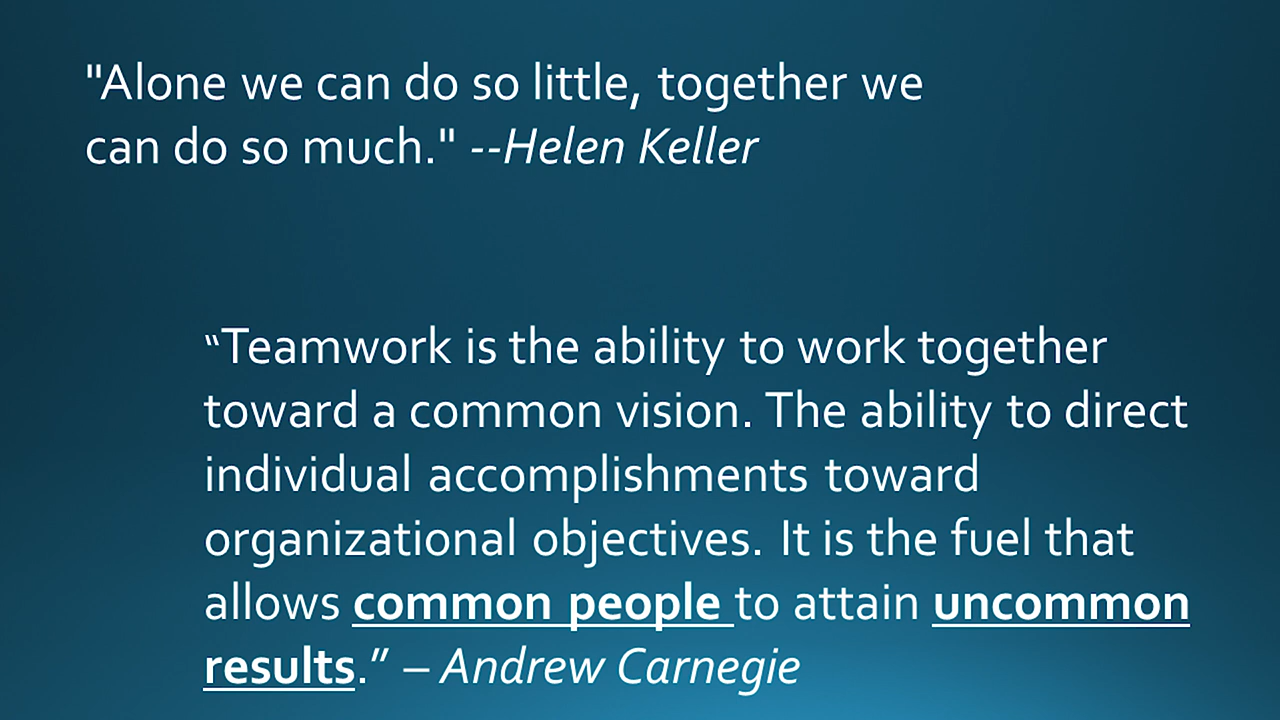 "Alone we can do so little, together we
can do so much." --Helen Keller
“Teamwork is the ability to work together
toward a common vision. The ability to direct
individual accomplishments toward
organizational objectives. It is the fuel that
allows common people to attain uncommon
results.” – Andrew Carnegie